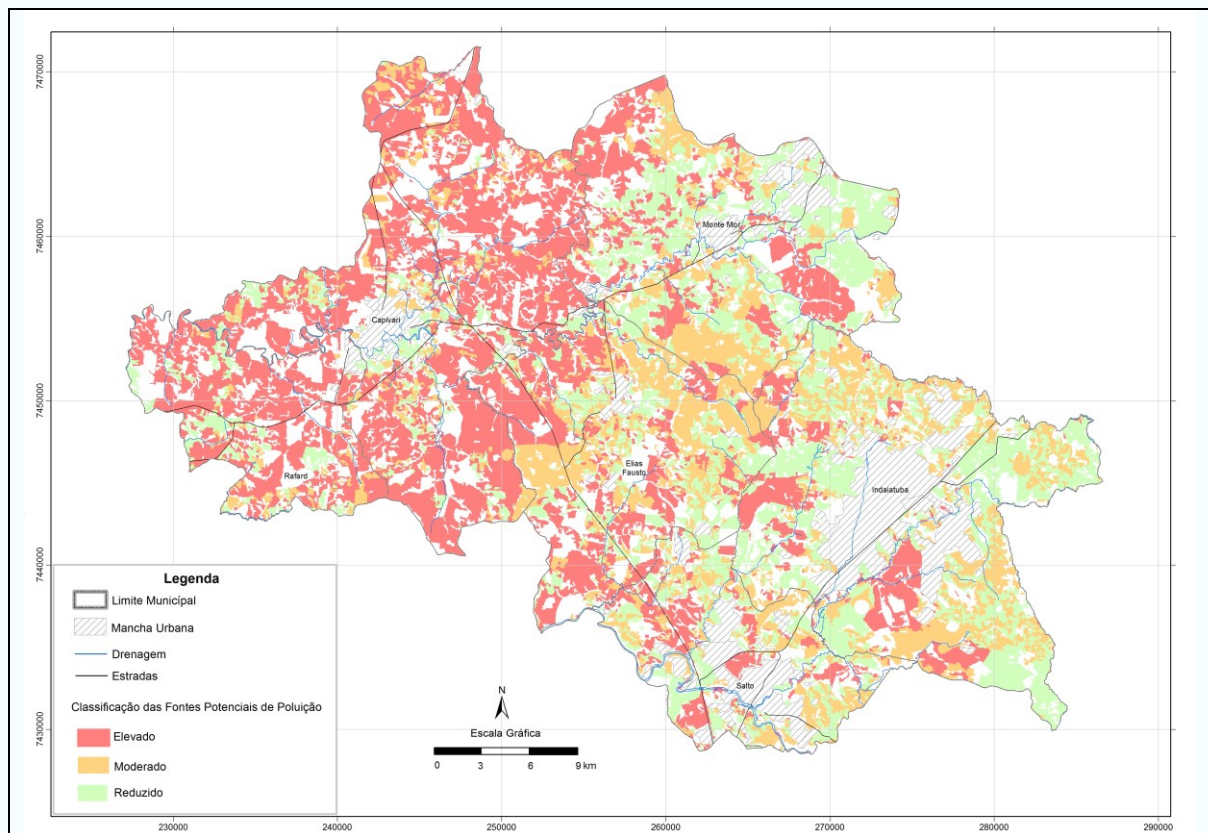 7470000
7460000
7450000
7440000
7430000
Monte Mor
Capivari
Rafard
Elias
Fausto
Indaiatuba
Salto
Legenda
Limite Municípal
Mancha Urbana
Drenagem
Estradas
Classificação das Fontes Potenciais de Poluição
Elevado
Moderado
Reduzido
N
Escala Gráfica
0 3 6 9 km
230000 240000 250000 260000 270000 280000 290000